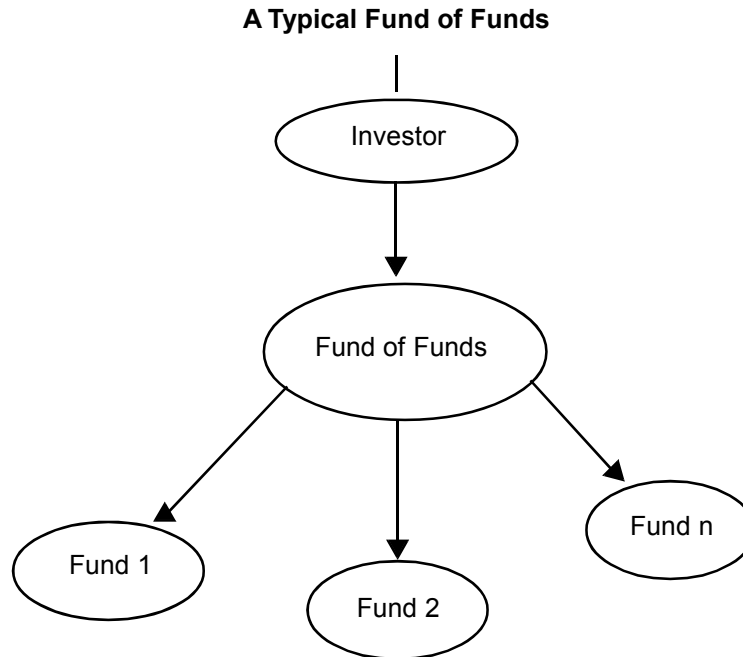 A Typical Fund of Funds
Investor
Fund of Funds
Fund 1
Fund 2
Fund n